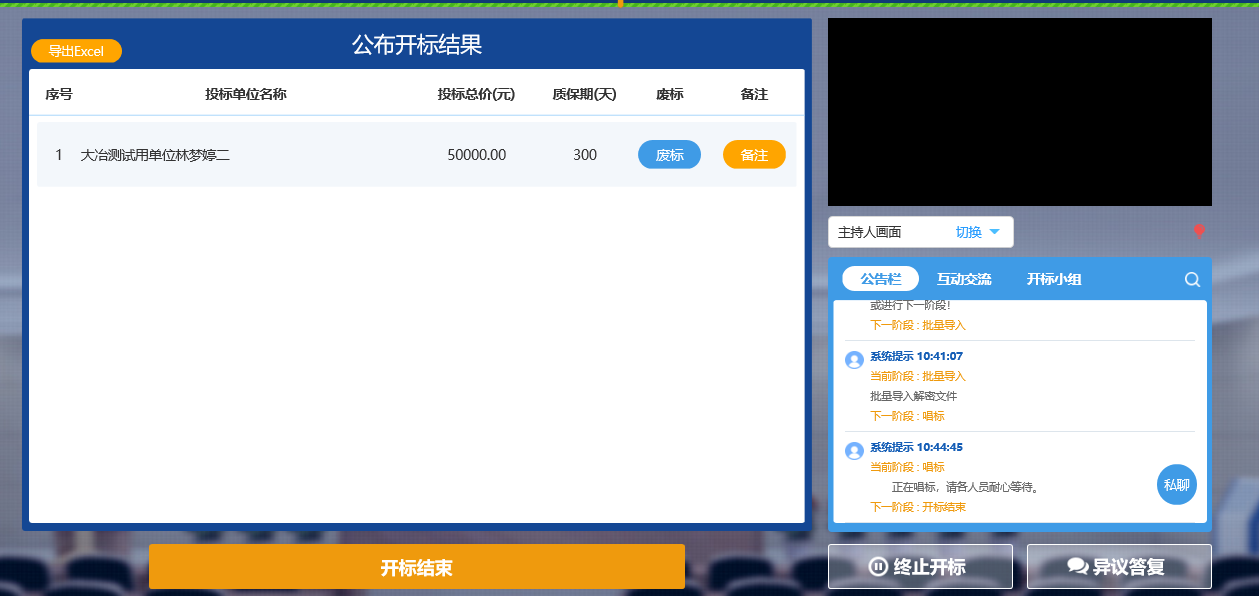 导出Excel
公布开标结果
序号 投标单位名称 投标总价(元) 质保期(天) 废标 备注
1 大冶测试用单位林梦婷二 50000.00 300 废标 备注
开标结束
主持人画面 切换
公告栏 互动交流 开标小组
或进行下一阶段!
下一阶段 : 批量导入
系统提示 10:41:07
当前阶段 : 批量导入
批量导入解密文件
下一阶段 : 唱标
系统提示 10:44:45
当前阶段 : 唱标
正在唱标，请各人员耐心等待。
下一阶段 : 开标结束
私聊
终止开标 异议答复